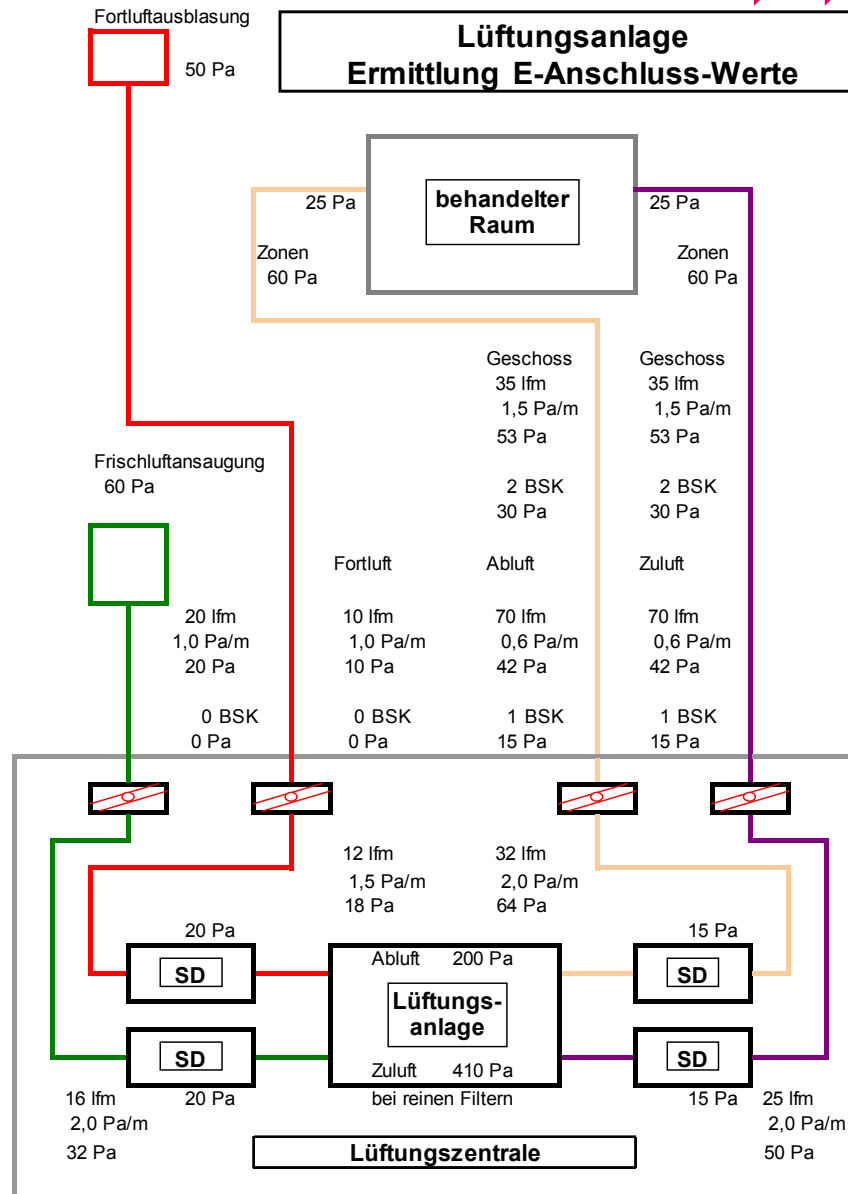 Fortluftausblasung
50 Pa
Lüftungsanlage
Ermittlung E-Anschluss-Werte
25 Pa
behandelter
Raum
25 Pa
Zonen
60 Pa
Zonen
60 Pa
Geschoss
35 lfm
1,5 Pa/m
53 Pa
2 BSK
30 Pa
Geschoss
35 lfm
1,5 Pa/m
53 Pa
2 BSK
30 Pa
Frischluftansaugung
60 Pa
20 lfm
1,0 Pa/m
20 Pa
0 BSK
0 Pa
Fortluft
10 lfm
1,0 Pa/m
10 Pa
0 BSK
0 Pa
Abluft
70 lfm
0,6 Pa/m
42 Pa
1 BSK
15 Pa
Zuluft
70 lfm
0,6 Pa/m
42 Pa
1 BSK
15 Pa
12 lfm
1,5 Pa/m
18 Pa
32 lfm
2,0 Pa/m
64 Pa
20 Pa
SD
Abluft 200 Pa
Lüftungs-
anlage
Zuluft 410 Pa
bei reinen Filtern
15 Pa
SD
SD
20 Pa
SD
15 Pa
16 lfm
2,0 Pa/m
32 Pa
25 lfm
2,0 Pa/m
50 Pa
Lüftungszentrale